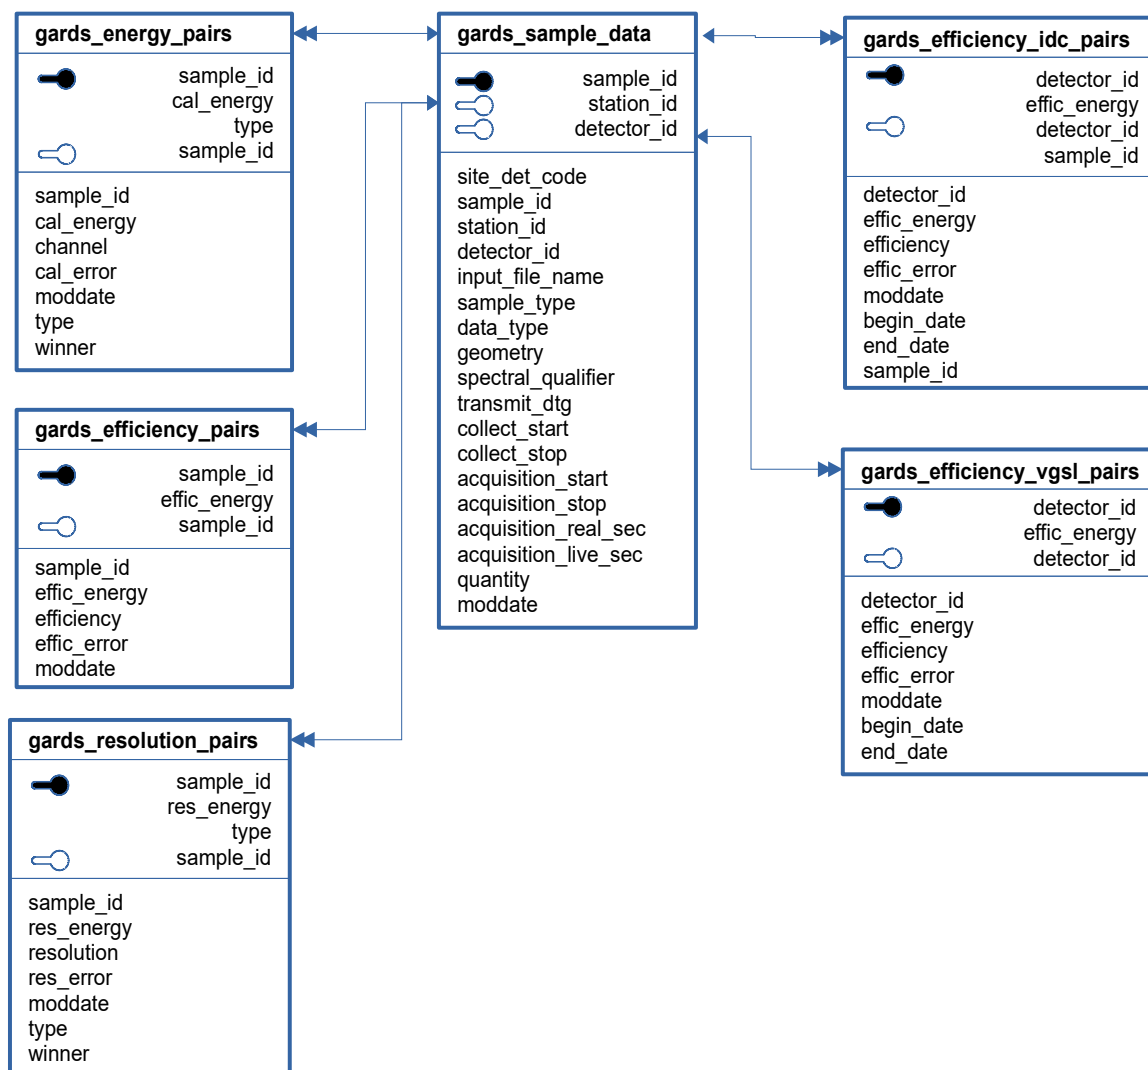 gards_energy_pairs
sample_id
cal_energy
type
sample_id
sample_id
cal_energy
channel
cal_error
moddate
type
winner
gards_efficiency_pairs
sample_id
effic_energy
sample_id
sample_id
effic_energy
efficiency
effic_error
moddate
gards_resolution_pairs
sample_id
res_energy
type
sample_id
sample_id
res_energy
resolution
res_error
moddate
type
winner
gards_sample_data
sample_id
station_id
detector_id
site_det_code
sample_id
station_id
detector_id
input_file_name
sample_type
data_type
geometry
spectral_qualifier
transmit_dtg
collect_start
collect_stop
acquisition_start
acquisition_stop
acquisition_real_sec
acquisition_live_sec
quantity
moddate
gards_efficiency_idc_pairs
detector_id
effic_energy
detector_id
sample_id
detector_id
effic_energy
efficiency
effic_error
moddate
begin_date
end_date
sample_id
gards_efficiency_vgsl_pairs
detector_id
effic_energy
detector_id
detector_id
effic_energy
efficiency
effic_error
moddate
begin_date
end_date